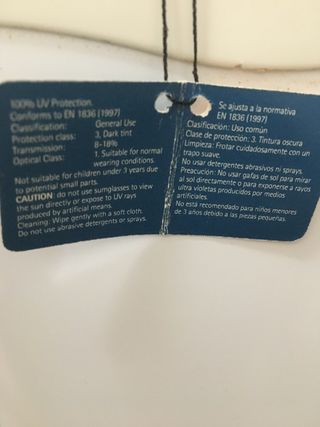 100% UV Protection.
Conforms to EN 1836 (1997)
Classification: General Use
Protection class: 3, Dark tint
Transmission: 8-18%
Optical Class: 1. Suitable for normal
wearing conditions.
Not suitable for children under 3 years due
to potential small parts.
CAUTION do not use sunglasses to view
the sun directly or expose to UV rays
produced by artificial means.
Cleaning: Wipe gently with a soft cloth.
Do not use abrasive detergents or sprays.
Se ajusta a la normativa
EN 1836 (1997)
Clasificación: Uso común
Clase de protección: 3. Tintura oscura
Limpieza: Frotar cuidadosamente con un
trapo suave.
No usar detergentes abrasivos ni sprays.
Precaución: No usar gafas de sol para mirar
al sol directamente o para exponerse a rayos
ultra violetas producidos por medios
artificiales.
No está recomendado para niños menores
de 3 años debido a las piezas pequeñas.